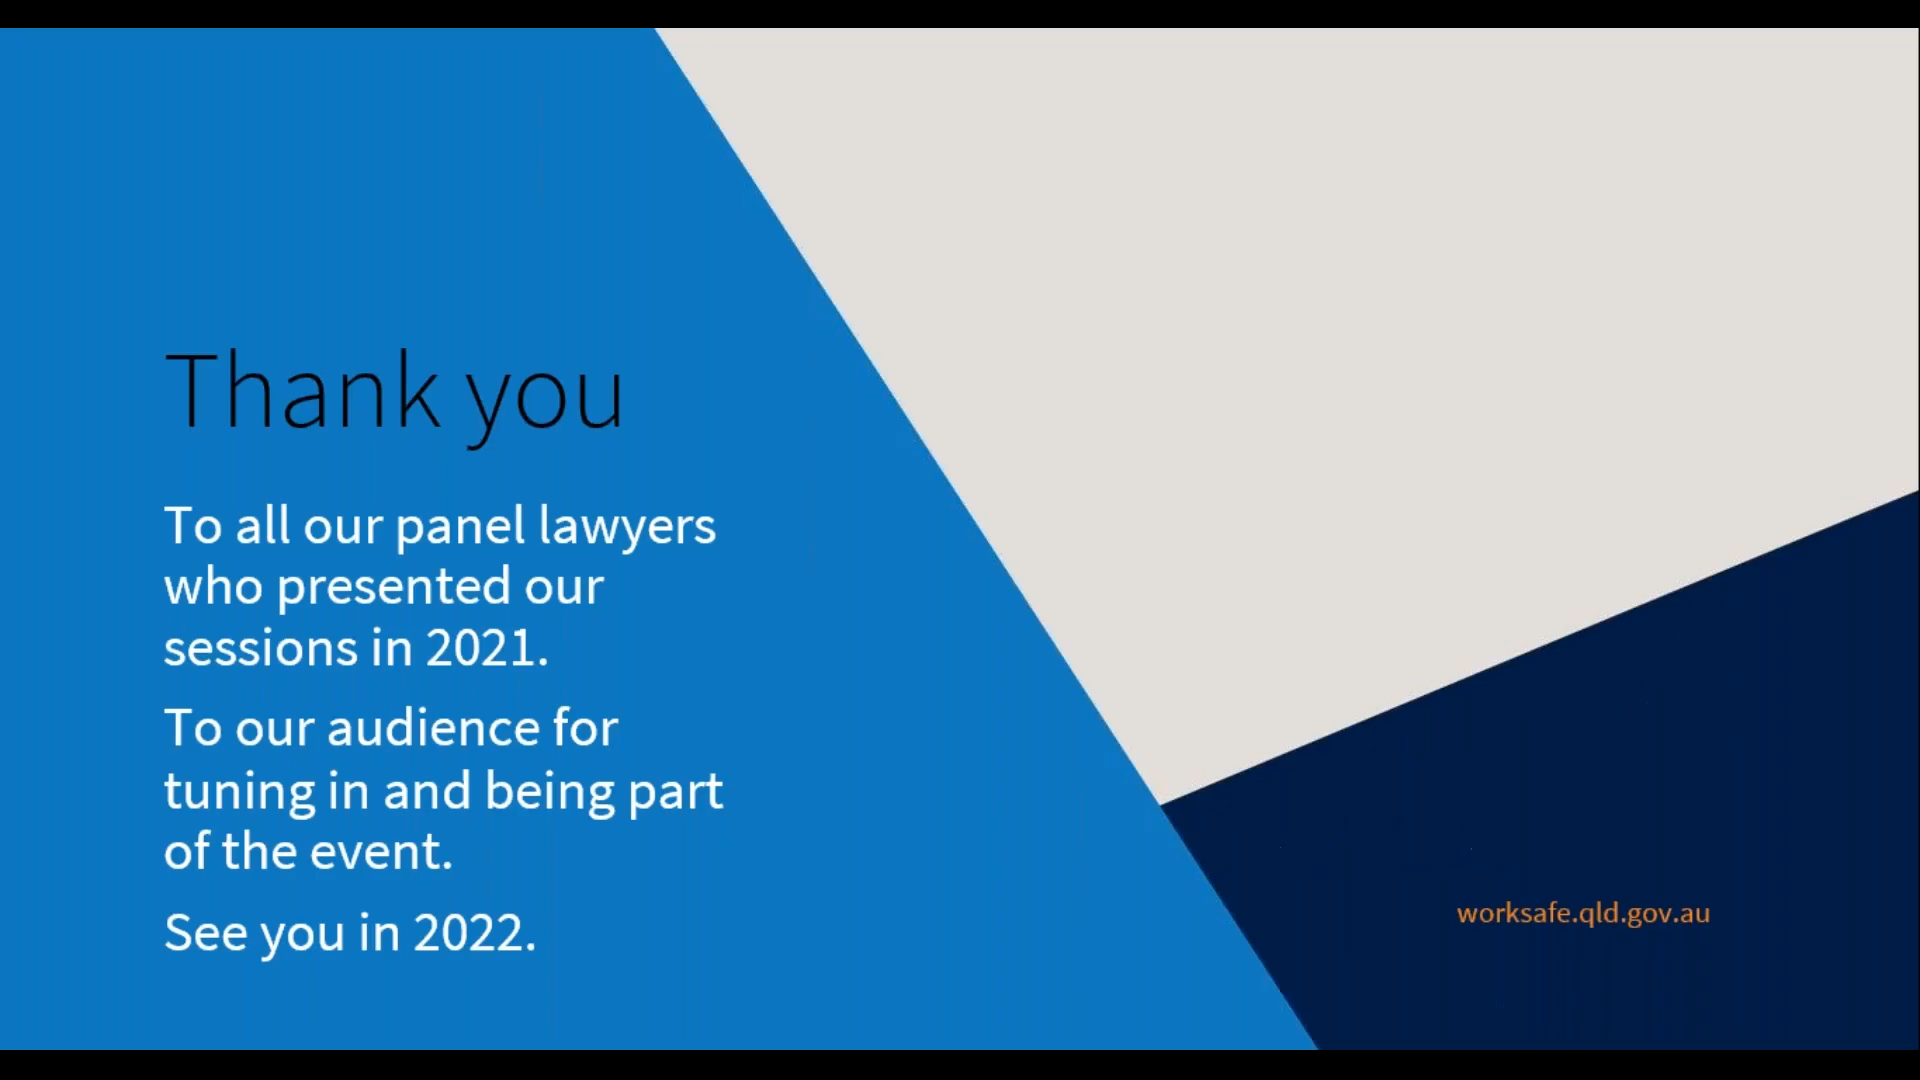 Thank you
To all our panel lawyers
who presented our
sessions in 2021.
To our audience for
tuning in and being part
of the event.
See you in 2022.
worksafe.qld.gov.au